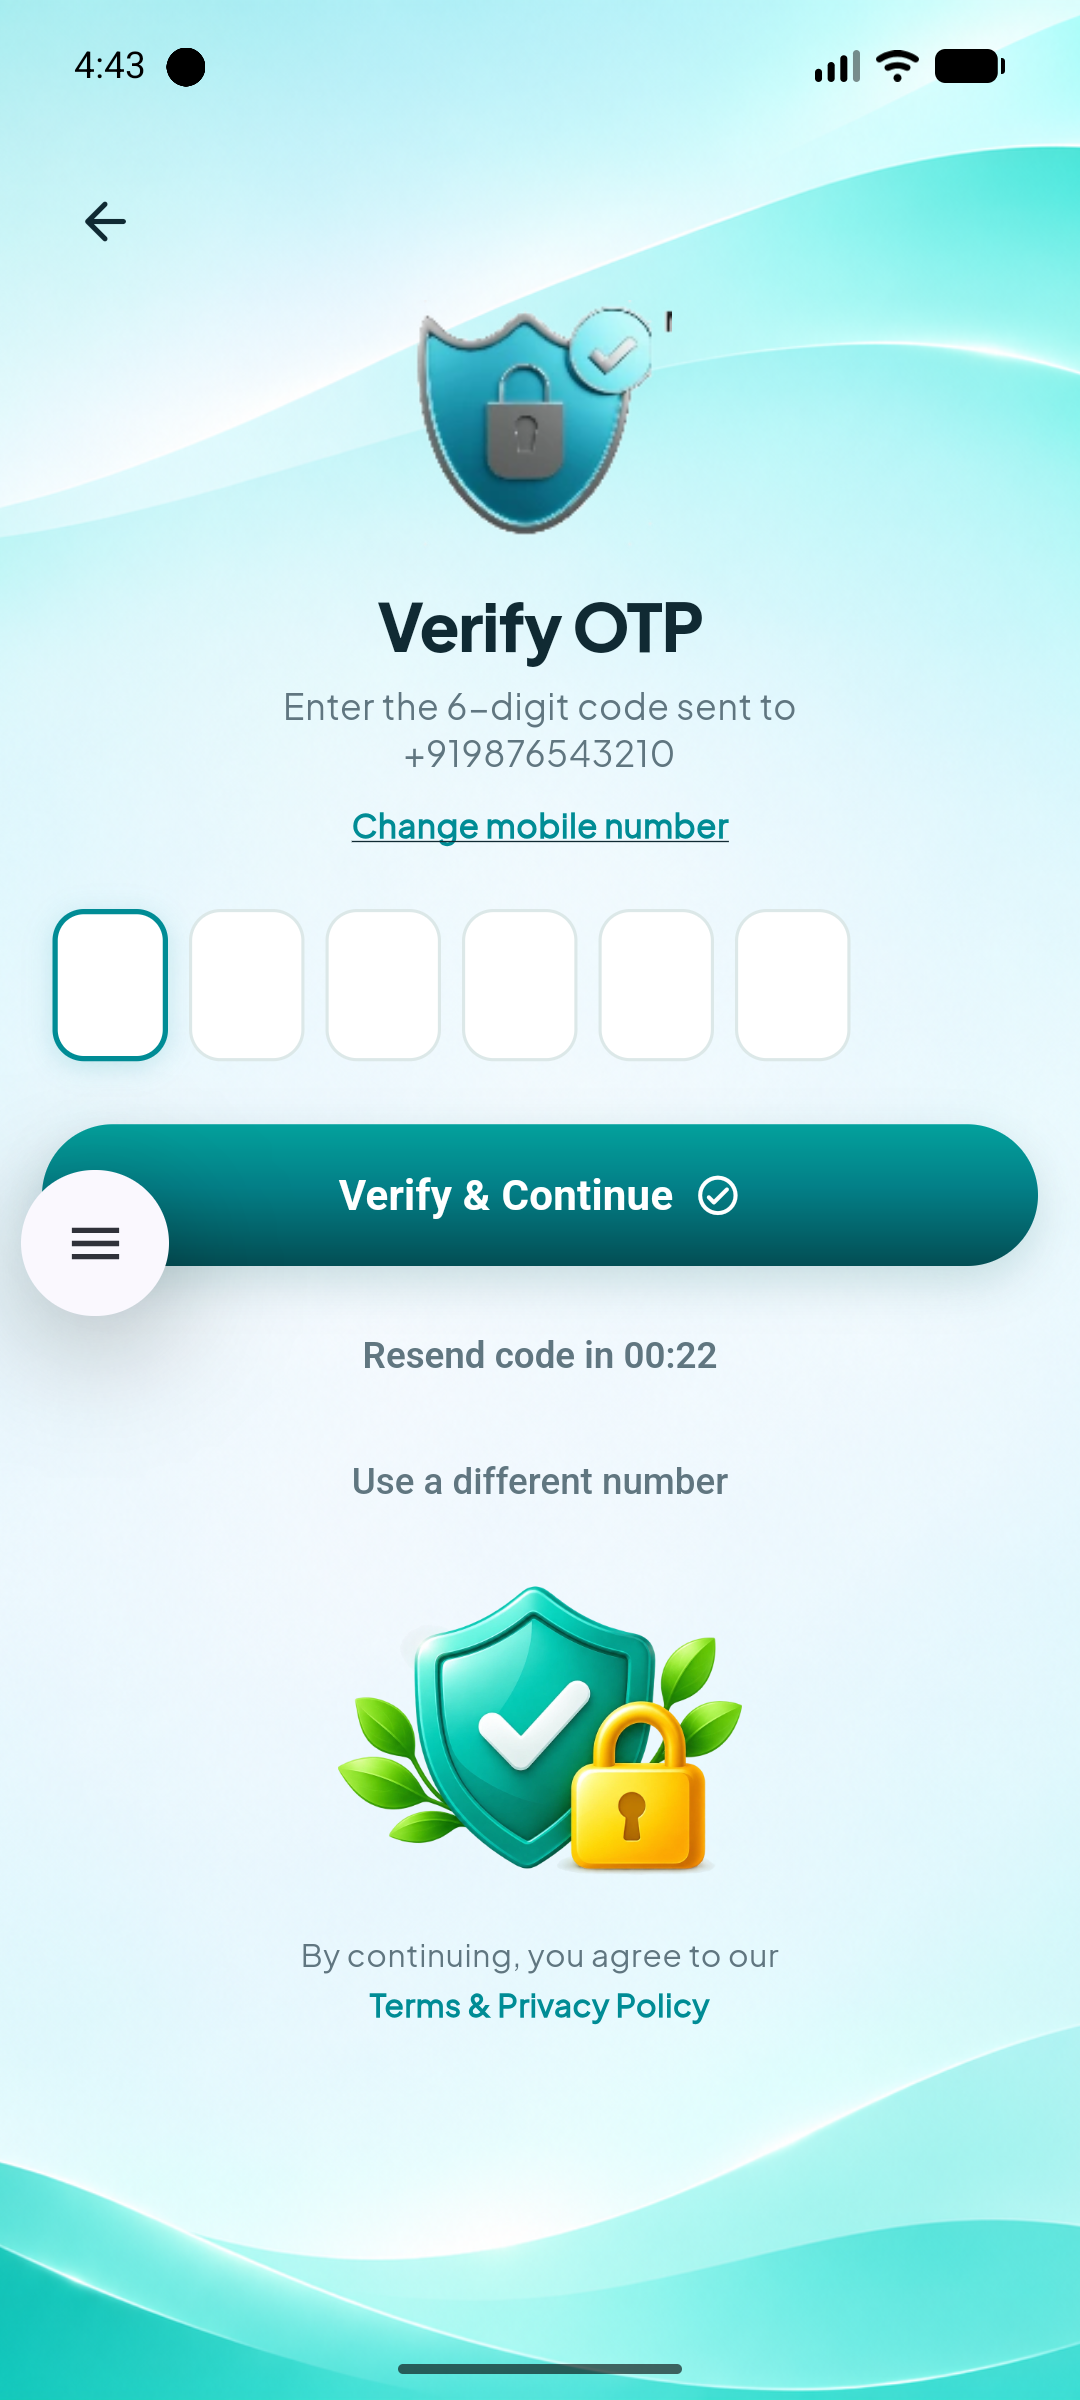 4:43
Verify OTP
Enter the 6-digit code sent to
+919876543210
Change mobile number
Verify & Continue
Resend code in 00:22
Use a different number
By continuing, you agree to our
Terms & Privacy Policy